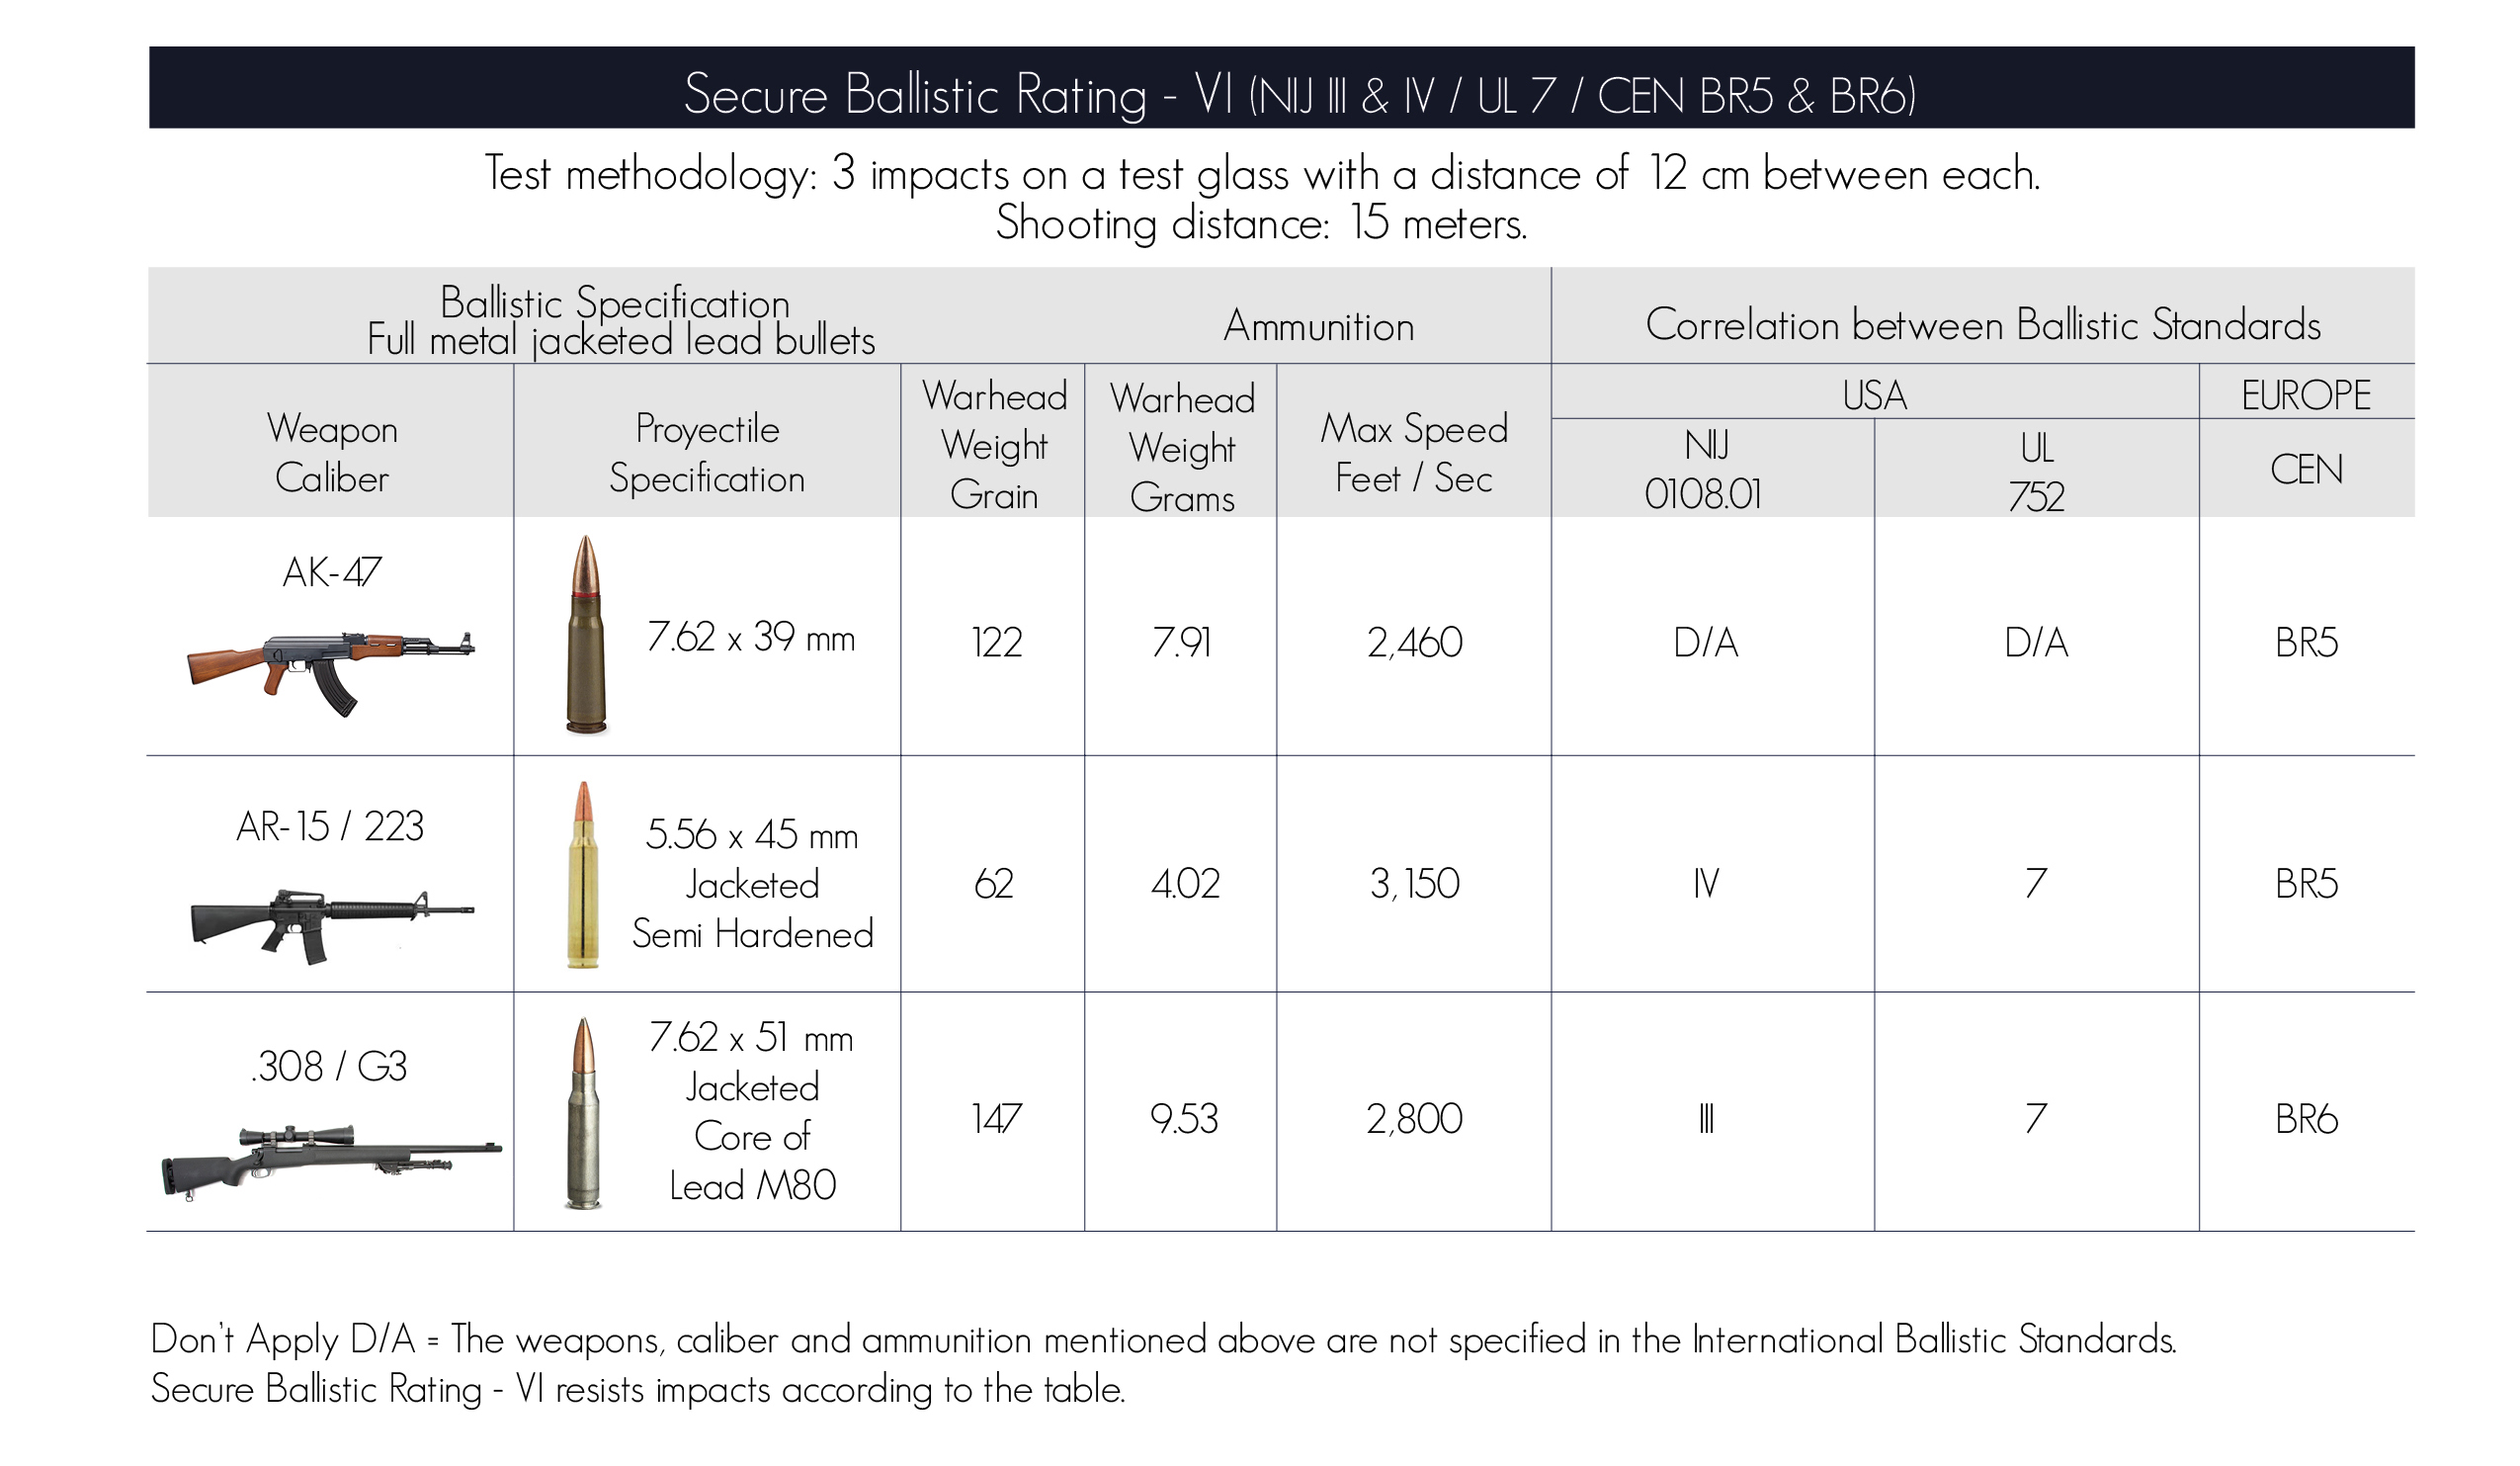 Secure Ballistic Rating - VI (NIJ III & IV / UL 7 / CEN BR5 & BR6)
Test methodology: 3 impacts on a test glass with a distance of 12 cm between each.
Shooting distance: 15 meters.
Ballistic Specification
Full metal jacketed lead bullets
Ammunition
Correlation between Ballistic Standards
Weapon
Caliber
Proyectile
Specification
Warhead
Weight
Grain
Warhead
Weight
Grams
Max Speed
Feet / Sec
USA
EUROPE
NIJ
0108.01
UL
752
CEN
AK-47
7.62 x 39 mm
122
7.91
2,460
D/A
D/A
BR5
AR-15 / 223
5.56 x 45 mm
Jacketed
Semi Hardened
62
4.02
3,150
IV
7
BR5
.308 / G3
7.62 x 51 mm
Jacketed
Core of
Lead M80
147
9.53
2,800
III
7
BR6
Don't Apply D/A = The weapons, caliber and ammunition mentioned above are not specified in the International Ballistic Standards.
Secure Ballistic Rating - VI resists impacts according to the table.